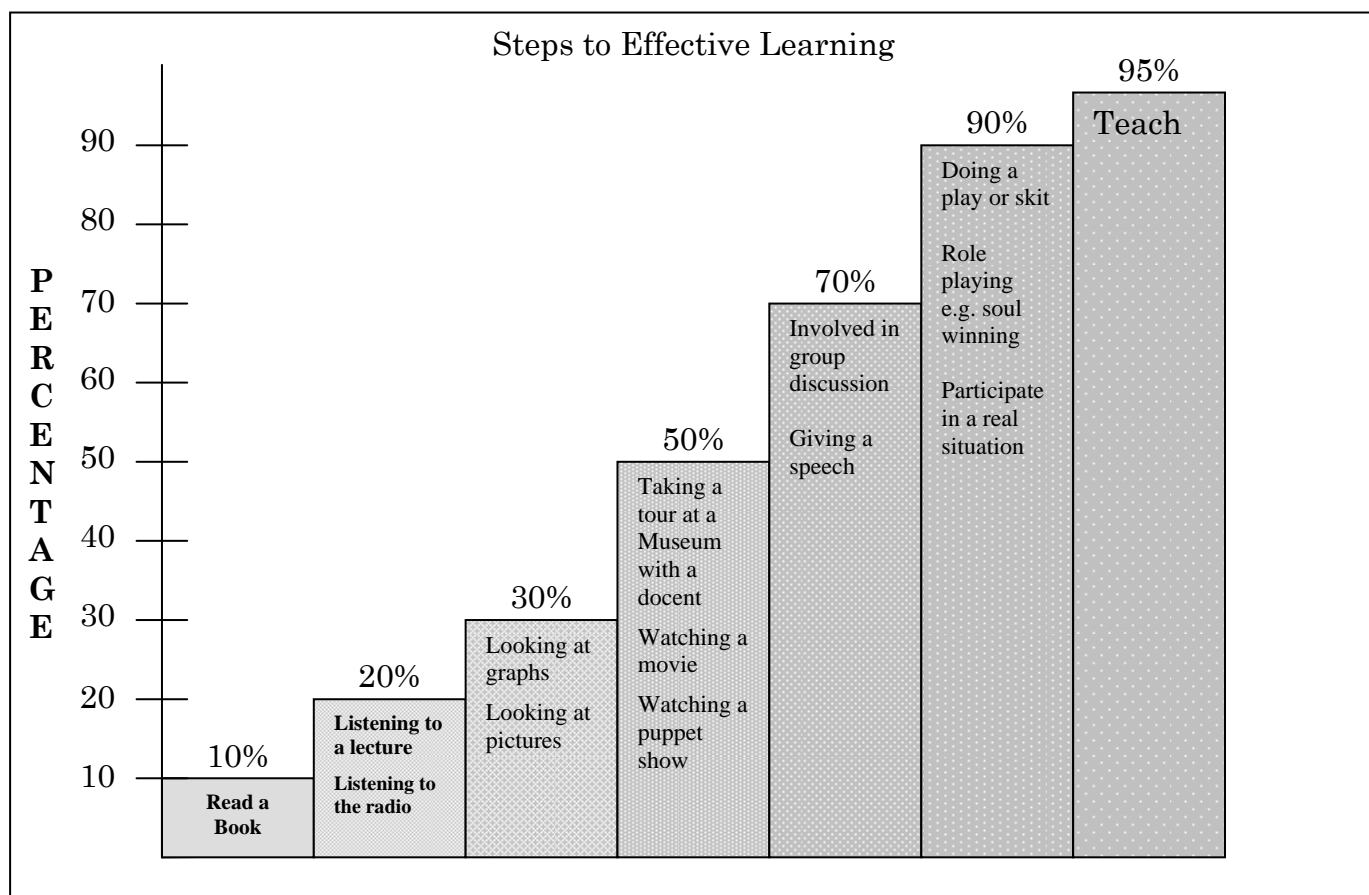 Steps to Effective Learning
PERCENTAGE
90
80
70
60
50
40
30
20
10
10%
Read a
Book
20%
Listening to
a lecture
Listening to
the radio
30%
Looking at
graphs
Looking at
pictures
50%
Taking a
tour at a
Museum
with a
docent
Watching a
movie
Watching a
puppet
show
70%
Involved in
group
discussion
Giving a
speech
90%
Doing a
play or skit
Role
playing
e.g. soul
winning
Participate
in a real
situation
95%
Teach